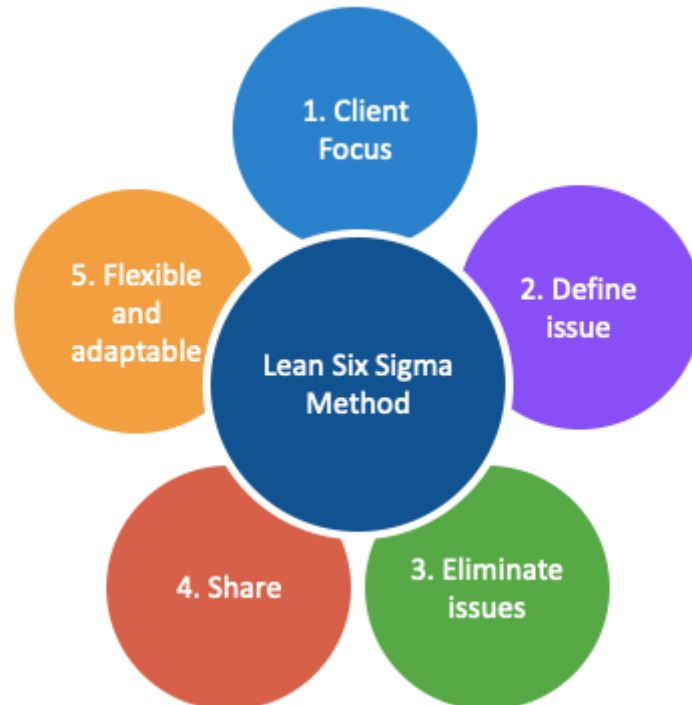 1. Client
Focus
2. Define
issue
3. Eliminate
issues
4. Share
5. Flexible
and
adaptable
Lean Six Sigma
Method